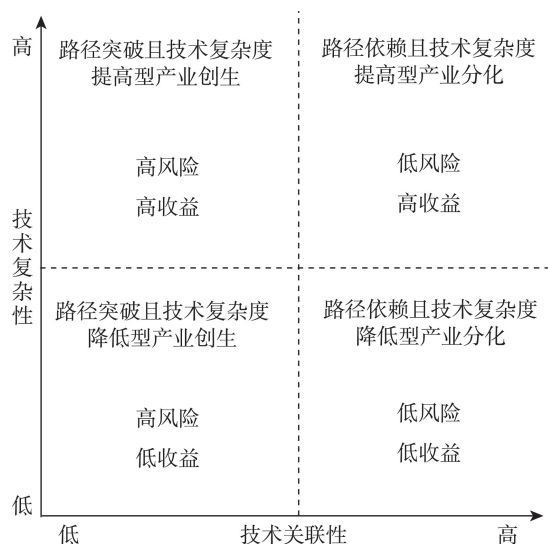 高
路径突破且技术复杂度
提高型产业创生
路径依赖且技术复杂度
提高型产业分化
高风险
高收益
低风险
高收益
技术复杂性
路径突破且技术复杂度
降低型产业创生
路径依赖且技术复杂度
降低型产业分化
高风险
低收益
低风险
低收益
低
低
技术关联性
高